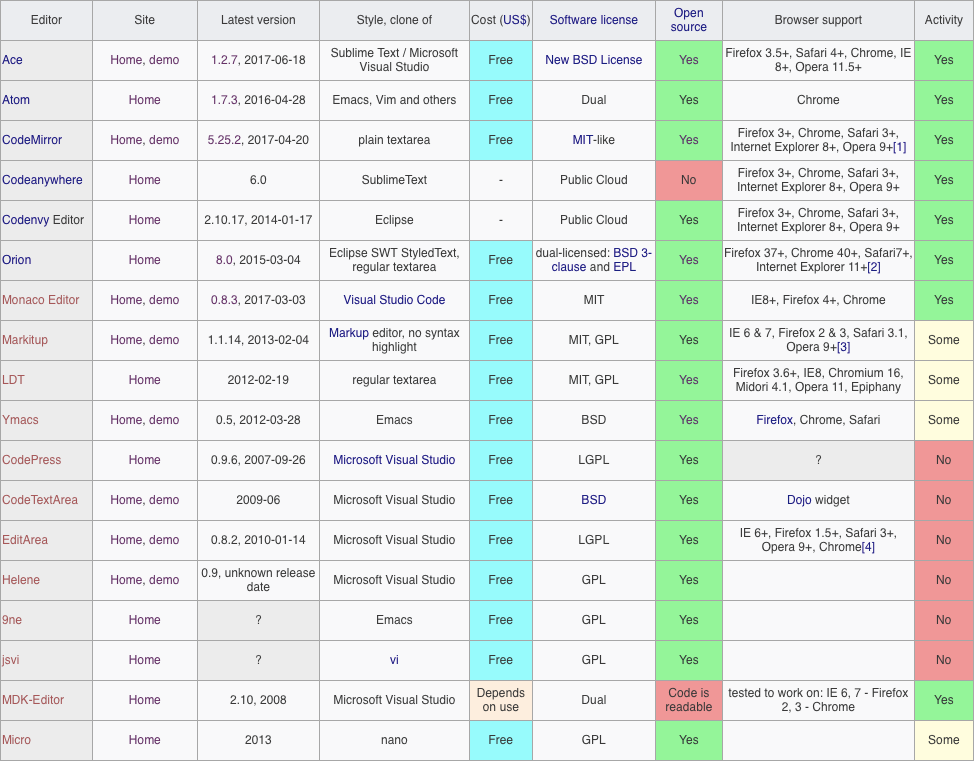 Editor Site Latest version Style, clone of Cost (US$) Software license Open source Browser support Activity
Ace Home, demo 1.2.7, 2017-06-18 Sublime Text / Microsoft Visual Studio Free New BSD License Yes Firefox 3.5+, Safari 4+, Chrome, IE 8+, Opera 11.5+ Yes
Atom Home 1.7.3, 2016-04-28 Emacs, Vim and others Free Dual Yes Chrome Yes
CodeMirror Home, demo 5.25.2, 2017-04-20 plain textarea Free MIT-like Yes Firefox 3+, Chrome, Safari 3+, Internet Explorer 8+, Opera 9+[1] Yes
Codeanywhere Home 6.0 SublimeText - Public Cloud No Firefox 3+, Chrome, Safari 3+, Internet Explorer 8+, Opera 9+ Yes
Codenvy Editor Home 2.10.17, 2014-01-17 Eclipse - Public Cloud Yes Firefox 3+, Chrome, Safari 3+, Internet Explorer 8+, Opera 9+ Yes
Orion Home, demo 8.0, 2015-03-04 Eclipse SWT StyledText, regular textarea Free dual-licensed: BSD 3-clause and EPL Yes Firefox 37+, Chrome 40+, Safari7+, Internet Explorer 11+[2] Yes
Monaco Editor Home, demo 0.8.3, 2017-03-03 Visual Studio Code Free MIT Yes IE8+, Firefox 4+, Chrome Yes
Markitup Home, demo 1.1.14, 2013-02-04 Markup editor, no syntax highlight Free MIT, GPL Yes IE 6 & 7, Firefox 2 & 3, Safari 3.1, Opera 9+[3] Some
LDT Home 2012-02-19 regular textarea Free MIT, GPL Yes Firefox 3.6+, IE8, Chromium 16, Midori 4.1, Opera 11, Epiphany Some
Ymacs Home, demo 0.5, 2012-03-28 Emacs Free BSD Yes Firefox, Chrome, Safari Some
CodePress Home 0.9.6, 2007-09-26 Microsoft Visual Studio Free LGPL Yes ? No
CodeTextArea Home, demo 2009-06 Microsoft Visual Studio Free BSD Yes Dojo widget No
EditArea Home, demo 0.8.2, 2010-01-14 Microsoft Visual Studio Free LGPL Yes IE 6+, Firefox 1.5+, Safari 3+, Opera 9+, Chrome[4] No
Helene Home, demo 0.9, unknown release date Microsoft Visual Studio Free GPL Yes No
9ne Home ? Emacs Free GPL Yes No
jsvi Home ? vi Free GPL Yes No
MDK-Editor Home 2.10, 2008 Microsoft Visual Studio Depends on use Dual Code is readable tested to work on: IE 6, 7 - Firefox 2, 3 - Chrome Yes
Micro Home 2013 nano Free GPL Yes Some